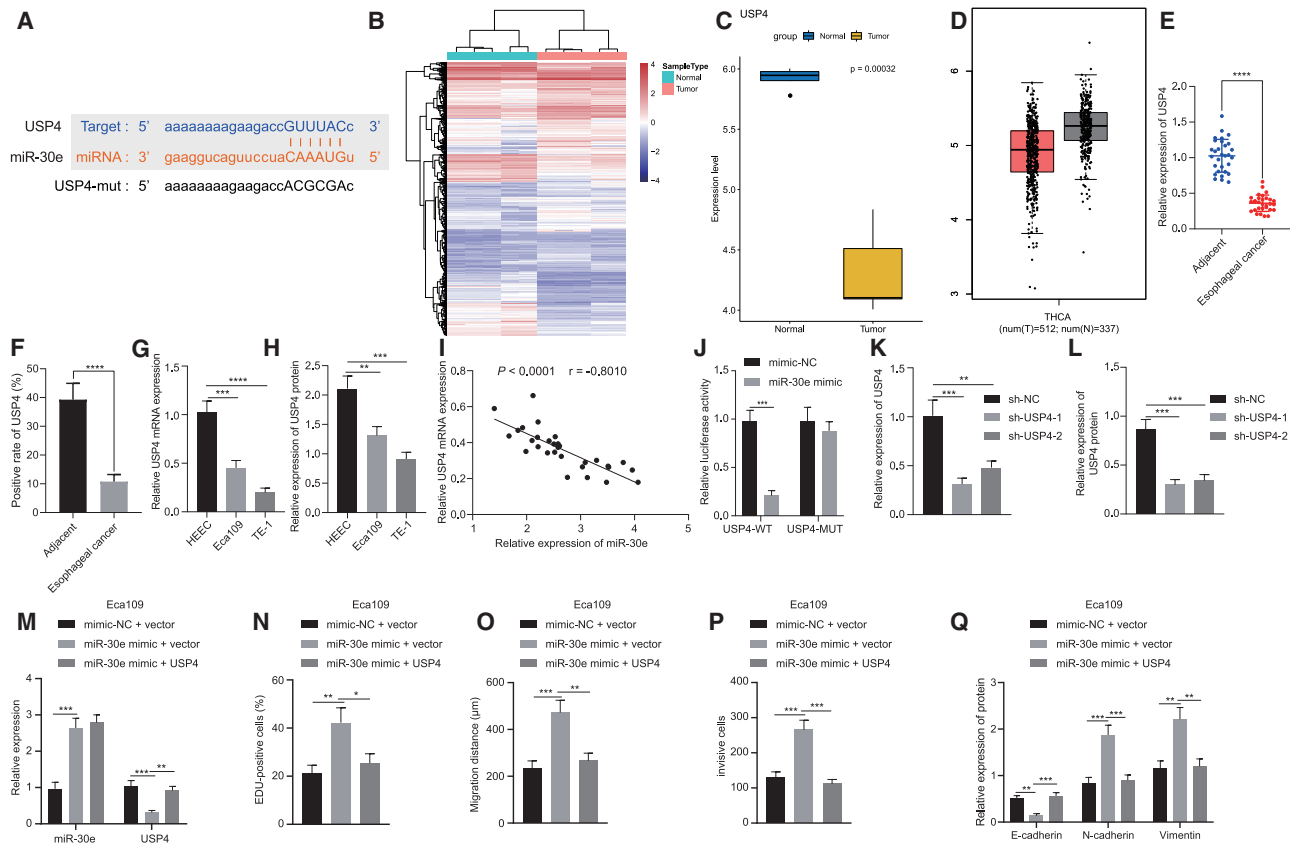 A
USP4 Target : 5' aaaaaaaagaagaccGUUUACc 3'
miR-30e miRNA : 3' gaaggucaguuccuaCAAAUGu 5'
USP4-mut : 5' aaaaaaaagaagaccACGCGAc
B
SampleType
Normal
Tumor
4
2
0
-2
-4
C
USP4
group Normal Tumor
p = 0.00032
Expression level
6.0
5.5
5.0
4.5
4.0
Normal Tumor
D
6
5
4
3
THCA
(num(T)=512; num(N)=337)
E
****
Relative expression of USP4
2.0
1.5
1.0
0.5
0.0
Adjacent
Esophageal cancer
F
****
Positive rate of USP4 (%)
50
40
30
20
10
0
Adjacent
Esophageal cancer
G
****
***
Relative USP4 mRNA expression
1.5
1.0
0.5
0.0
HEEC
Eca109
TE-1
H
***
**
Relative expression of USP4 protein
2.5
2.0
1.5
1.0
0.5
0.0
HEEC
Eca109
TE-1
I
P < 0.0001 r = -0.8010
Relative USP4 mRNA expression
0.8
0.6
0.4
0.2
0.0
1 2 3 4 5
Relative expression of miR-30e
J
mimic-NC
miR-30e mimic
***
Relative luciferase activity
1.5
1.0
0.5
0.0
USP4-WT USP4-MUT
K
**
***
Relative expression of USP4
1.5
1.0
0.5
0.0
sh-NC
sh-USP4-1
sh-USP4-2
L
***
***
Relative expression of
USP4 protein
1.5
1.0
0.5
0.0
sh-NC
sh-USP4-1
sh-USP4-2
M
Eca109
mimic-NC + vector
miR-30e mimic + vector
miR-30e mimic + USP4
***
*** **
Relative expression
4
3
2
1
0
miR-30e USP4
N
Eca109
mimic-NC + vector
miR-30e mimic + vector
miR-30e mimic + USP4
** *
EDU-positive cells (%)
80
60
40
20
0
O
Eca109
mimic-NC + vector
miR-30e mimic + vector
miR-30e mimic + USP4
*** **
Migration distance (μm)
600
400
200
0
P
Eca109
mimic-NC + vector
miR-30e mimic + vector
miR-30e mimic + USP4
*** ***
invisive cells
400
300
200
100
0
Q
Eca109
mimic-NC + vector
miR-30e mimic + vector
miR-30e mimic + USP4
** ***
*** ***
** **
Relative expression of protein
3
2
1
0
E-cadherin N-cadherin Vimentin